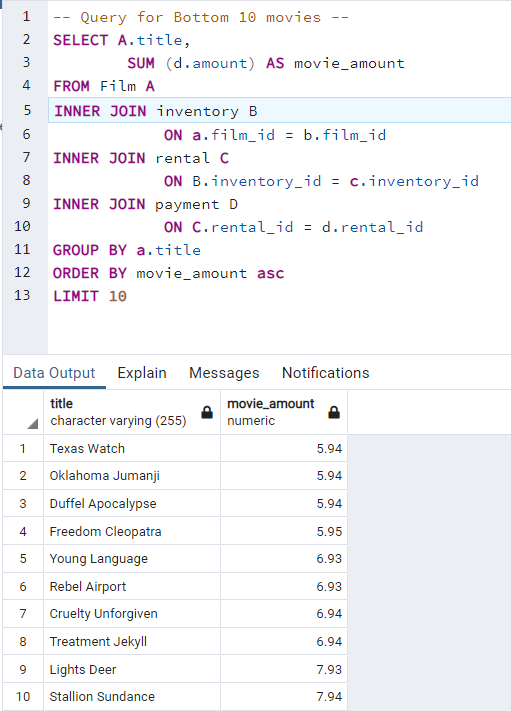 1 -- Query for Bottom 10 movies --
2 SELECT A.title,
3 SUM (d.amount) AS movie_amount
4 FROM Film A
5 INNER JOIN inventory B
6 ON a.film_id = b.film_id
7 INNER JOIN rental C
8 ON B.inventory_id = c.inventory_id
9 INNER JOIN payment D
10 ON C.rental_id = d.rental_id
11 GROUP BY a.title
12 ORDER BY movie_amount asc
13 LIMIT 10
Data Output Explain Messages Notifications
title movie_amount
character varying (255) numeric
1 Texas Watch 5.94
2 Oklahoma Jumanji 5.94
3 Duffel Apocalypse 5.94
4 Freedom Cleopatra 5.95
5 Young Language 6.93
6 Rebel Airport 6.93
7 Cruelty Unforgiven 6.94
8 Treatment Jekyll 6.94
9 Lights Deer 7.93
10 Stallion Sundance 7.94